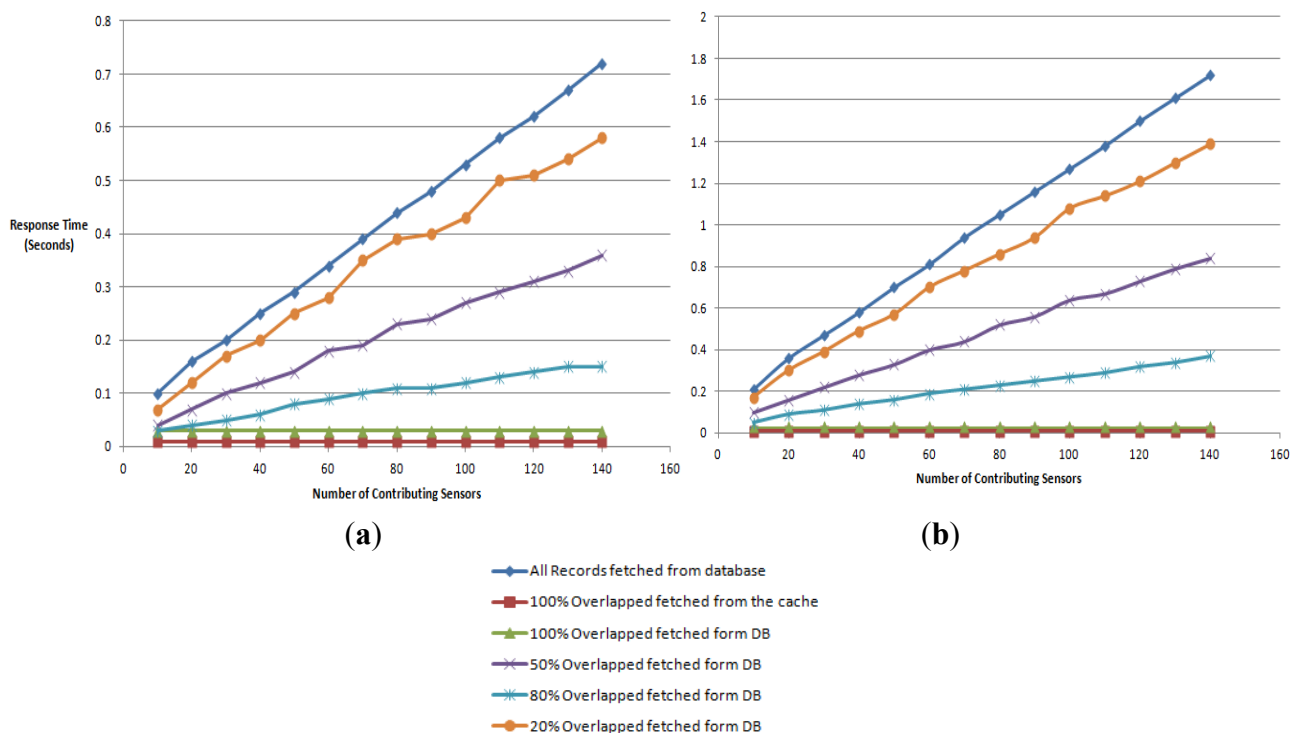 0.8
0.7
0.6
0.5
0.4
0.3
0.2
0.1
0
Response Time
(Seconds)
0 20 40 60 80 100 120 140 160
Number of Contributing Sensors
(a)
2
1.8
1.6
1.4
1.2
1
0.8
0.6
0.4
0.2
0
0 20 40 60 80 100 120 140 160
Number of Contributing Sensors
(b)
All Records fetched from database
100% Overlapped fetched from the cache
100% Overlapped fetched form DB
50% Overlapped fetched form DB
80% Overlapped fetched form DB
20% Overlapped fetched form DB